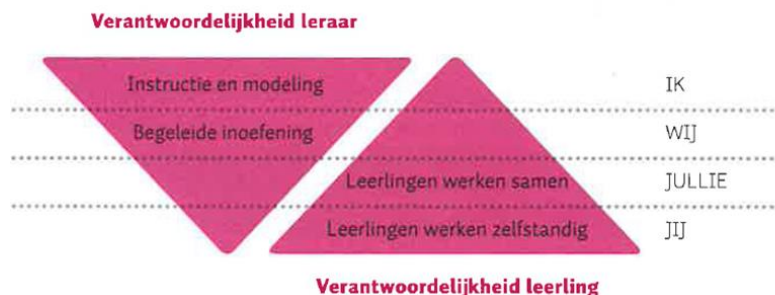 Verantwoordelijkheid leraar
Instructie en modeling IK
Begeleide inoefening WIJ
Leerlingen werken samen JULLIE
Leerlingen werken zelfstandig JIJ
Verantwoordelijkheid leerling